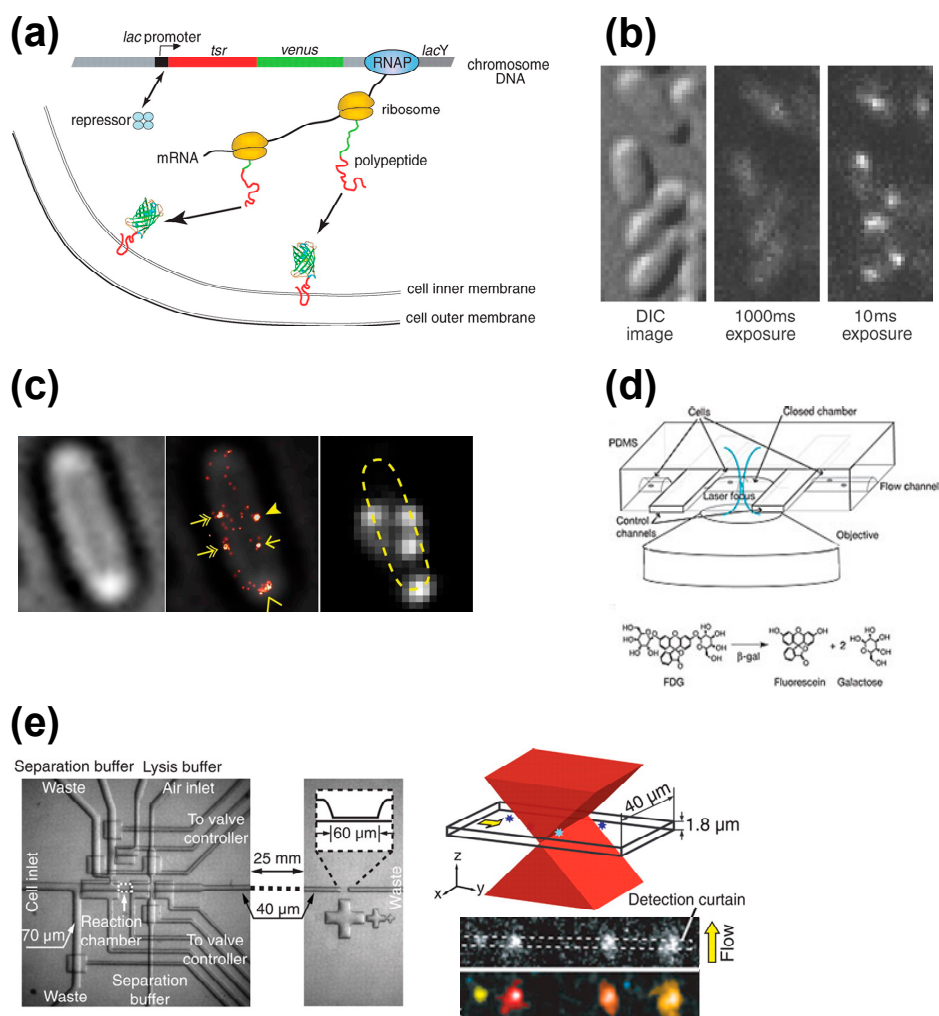 (a)
lac promoter
tsr
venus
RNAP
lacY
chromosome
DNA
repressor
ribosome
mRNA
polypeptide
cell inner membrane
cell outer membrane
(b)
DIC
image
1000ms
exposure
10ms
exposure
(c)
(d)
Cells
Closed chamber
PDMS
Laser focus
Flow channel
Control
channels
Objective
β-gal
+ 2
FDG
Fluorescein
Galactose
(e)
Separation buffer
Lysis buffer
Waste
Air inlet
To valve
controller
Cell inlet
Reaction
chamber
70 µm
To valve
controller
Waste
Separation
buffer
25 mm
40 µm
60 µm
Waste
40 µm
1.8 µm
z
x
y
Detection curtain
Flow